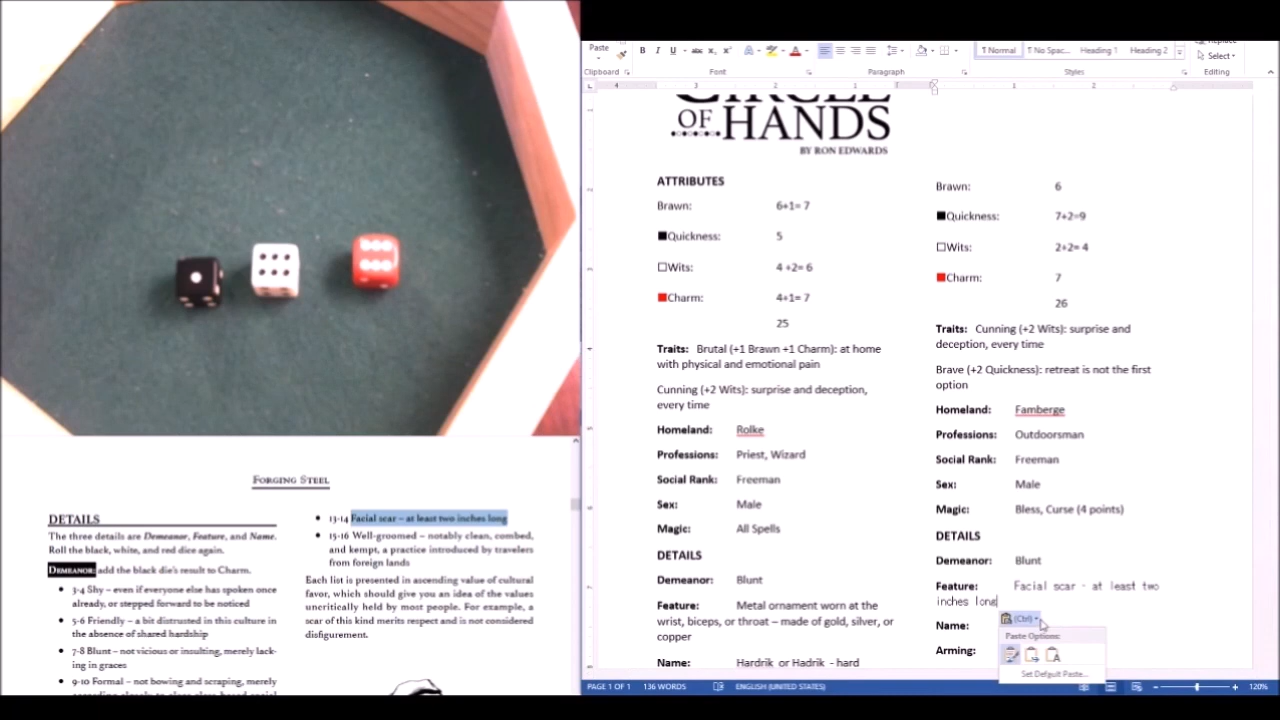 FORGING STEEL
DETAILS
The three details are Demeanor, Feature, and Name.
Roll the black, white, and red dice again.
DEMEANOR: add the black die's result to Charm.
• 3-4 Shy – even if everyone else has spoken once
already, or stepped forward to be noticed
• 5-6 Friendly – a bit distrusted in this culture in
the absence of shared hardship
• 7-8 Blunt – not vicious or insulting, merely lack-
ing in graces
• 9-10 Formal – not bowing and scraping, merely
• 13-14 Facial scar – at least two inches long
• 15-16 Well-groomed – notably clean, combed,
and kempt, a practice introduced by travelers
from foreign lands
Each list is presented in ascending value of cultural
favor, which should give you an idea of the values
uncritically held by most people. For example, a
scar of this kind merits respect and is not considered
disfigurement.
Paste
B I U abc x₂ x² A
¶ Normal ¶ No Spac... Heading 1 Heading 2
Select
Clipboard Font Paragraph Styles Editing
CIRCLE
OF HANDS
BY RON EDWARDS
ATTRIBUTES
Brawn: 6+1= 7
Quickness: 5
Wits: 4 +2= 6
Charm: 4+1= 7
25
Traits: Brutal (+1 Brawn +1 Charm): at home
with physical and emotional pain
Cunning (+2 Wits): surprise and deception,
every time
Homeland: Rolke
Professions: Priest, Wizard
Social Rank: Freeman
Sex: Male
Magic: All Spells
DETAILS
Demeanor: Blunt
Feature: Metal ornament worn at the
wrist, biceps, or throat – made of gold, silver, or
copper
Name: Hardrik or Hadrik - hard
Brawn: 6
Quickness: 7+2=9
Wits: 2+2= 4
Charm: 7
26
Traits: Cunning (+2 Wits): surprise and
deception, every time
Brave (+2 Quickness): retreat is not the first
option
Homeland: Famberge
Professions: Outdoorsman
Social Rank: Freeman
Sex: Male
Magic: Bless, Curse (4 points)
DETAILS
Demeanor: Blunt
Feature: Facial scar - at least two
inches long
Name:
Arming:
(Ctrl)
Paste Options:
Set Default Paste...
PAGE 1 OF 1 136 WORDS ENGLISH (UNITED STATES) 120%